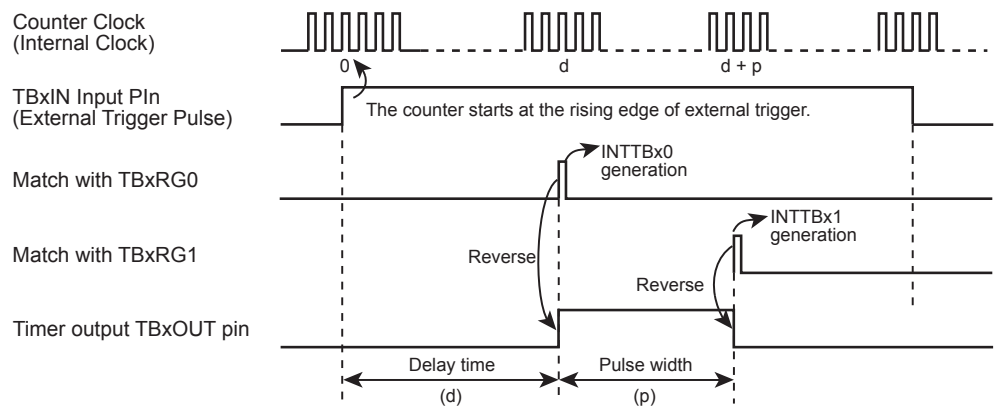 Counter Clock
(Internal Clock)
0
d
d + p
TBxIN Input PIn
(External Trigger Pulse)
The counter starts at the rising edge of external trigger.
INTTBx0
generation
Match with TBxRG0
INTTBx1
generation
Match with TBxRG1
Reverse
Reverse
Timer output TBxOUT pin
Delay time
Pulse width
(d)
(p)